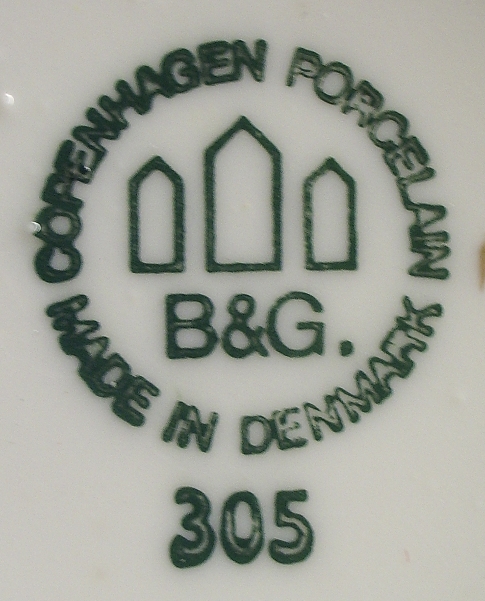 COPENHAGEN PORCELAIN
B&G.
MADE IN DENMARK
305